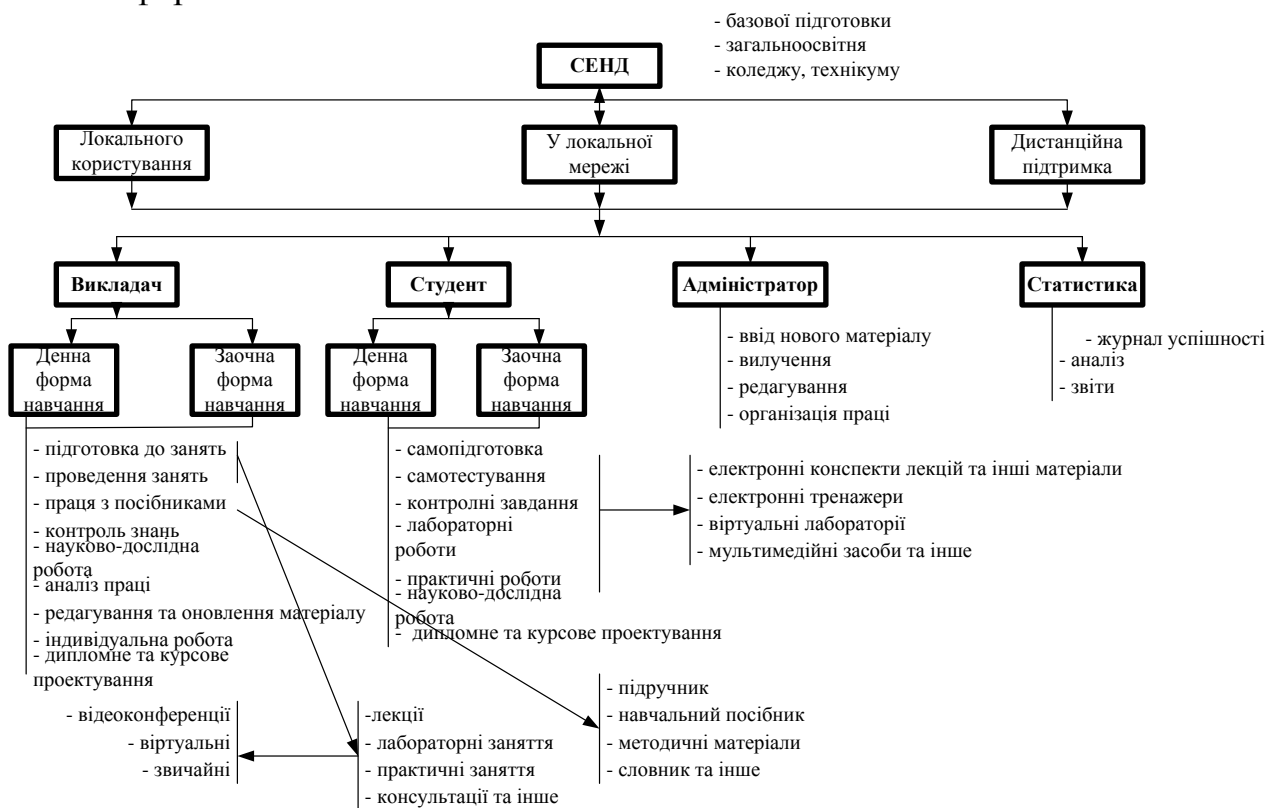 - базової підготовки
- загальноосвітня
- коледжу, технікуму
СЕНД
Локального
користування
У локальної
мережі
Дистанційна
підтримка
Викладач
Студент
Адміністратор
Статистика
Денна
форма
навчання
Заочна
форма
навчання
Денна
форма
навчання
Заочна
форма
навчання
- ввід нового матеріалу
- вилучення
- редагування
- організація праці
- журнал успішності
- аналіз
- звіти
- підготовка до занять
- проведення занять
- праця з посібниками
- контроль знань
- науково-дослідна
робота
- аналіз праці
- редагування та оновлення матеріалу
- індивідуальна робота
- дипломне та курсове
проектування
- самопідготовка
- самотестування
- контролні завдання
- лабораторні
роботи
- практичні роботи
- науково-дослідна
робота
- дипломне та курсове проектування
- електронні конспекти лекцій та інші матеріали
- електронні тренажери
- віртуальні лабораторії
- мультимедійні засоби та інше
- відеоконференції
- віртуальні
- звичайні
-лекції
- лабораторні заняття
- практичні заняття
- консультації та інше
- підручник
- навчальний посібник
- методичні матеріали
- словник та інше